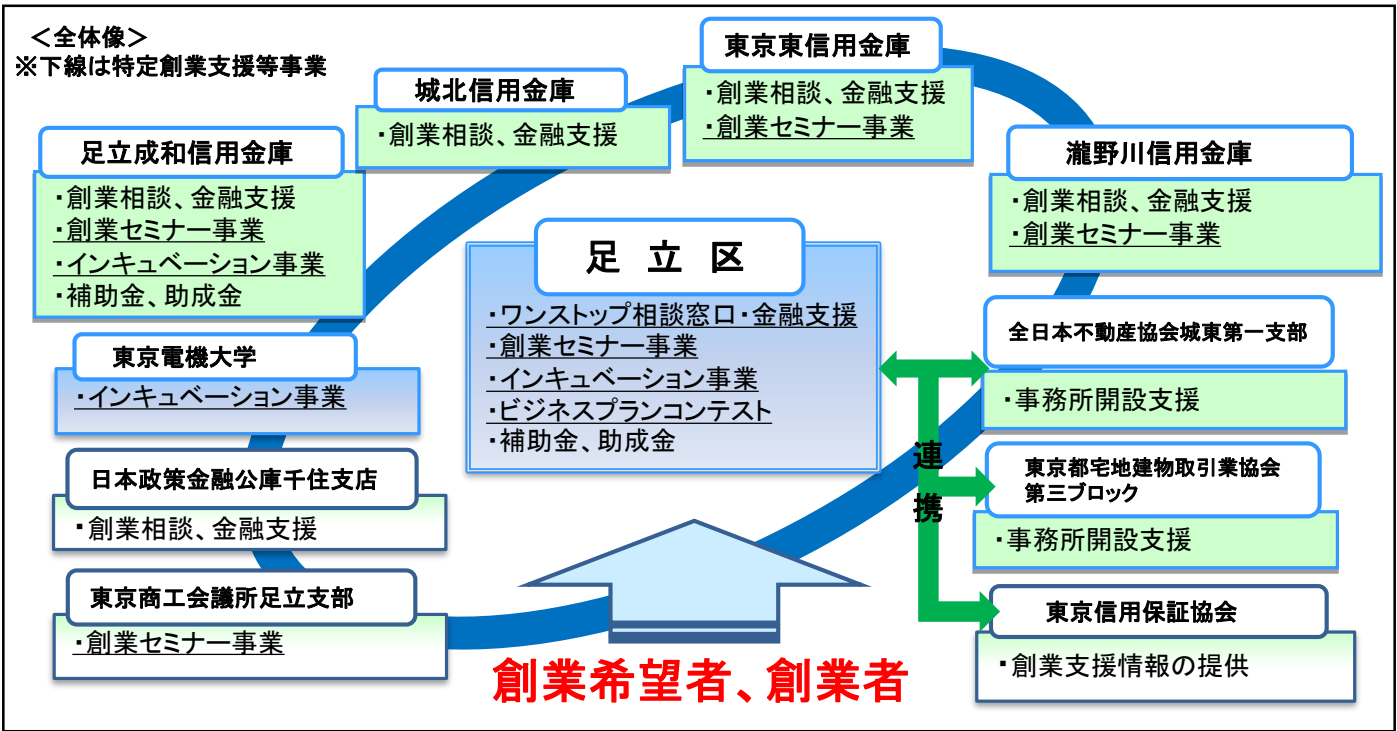 ＜全体像＞
※下線は特定創業支援等事業
東京東信用金庫
・創業相談、金融支援
・創業セミナー事業
城北信用金庫
・創業相談、金融支援
足立成和信用金庫
・創業相談、金融支援
・創業セミナー事業
・インキュベーション事業
・補助金、助成金
瀧野川信用金庫
・創業相談、金融支援
・創業セミナー事業
足立区
・ワンストップ相談窓口・金融支援
・創業セミナー事業
・インキュベーション事業
・ビジネスプランコンテスト
・補助金、助成金
東京電機大学
・インキュベーション事業
全日本不動産協会城東第一支部
・事務所開設支援
連
携
日本政策金融公庫千住支店
・創業相談、金融支援
東京都宅地建物取引業協会
第三ブロック
・事務所開設支援
東京商工会議所足立支部
・創業セミナー事業
東京信用保証協会
・創業支援情報の提供
創業希望者、創業者